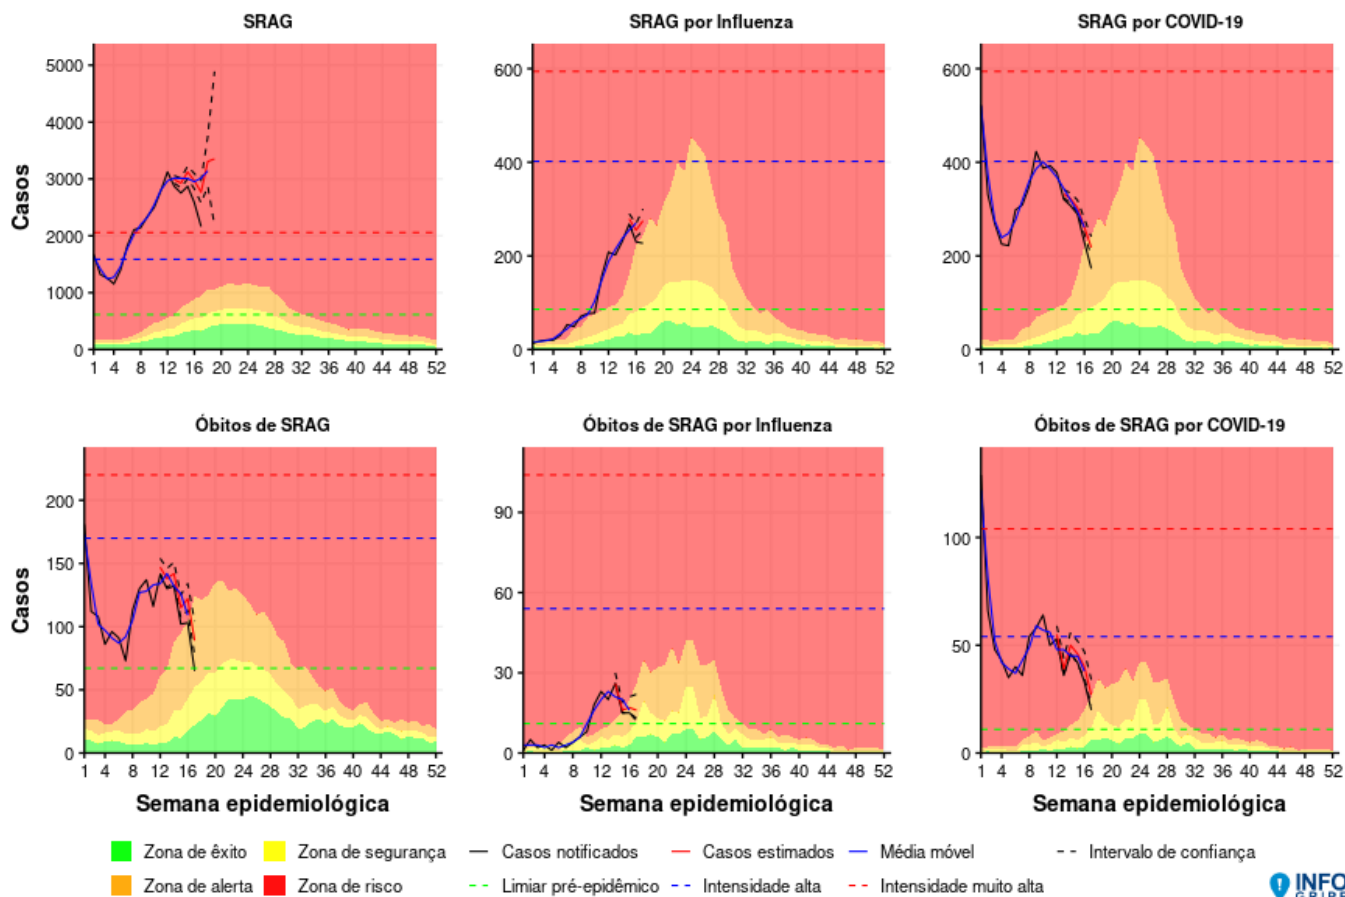 SRAG
SRAG por Influenza
SRAG por COVID-19
Casos
5000
4000
3000
2000
1000
0
1 4 8 12 16 20 24 28 32 36 40 44 48 52
600
400
200
0
1 4 8 12 16 20 24 28 32 36 40 44 48 52
600
400
200
0
1 4 8 12 16 20 24 28 32 36 40 44 48 52
Óbitos de SRAG
Óbitos de SRAG por Influenza
Óbitos de SRAG por COVID-19
Casos
200
150
100
50
0
1 4 8 12 16 20 24 28 32 36 40 44 48 52
90
60
30
0
1 4 8 12 16 20 24 28 32 36 40 44 48 52
100
50
0
1 4 8 12 16 20 24 28 32 36 40 44 48 52
Semana epidemiológica
Semana epidemiológica
Semana epidemiológica
Zona de êxito Zona de segurança Casos notificados Casos estimados Média móvel Intervalo de confiança
Zona de alerta Zona de risco Limiar pré-epidêmico Intensidade alta Intensidade muito alta
INFO